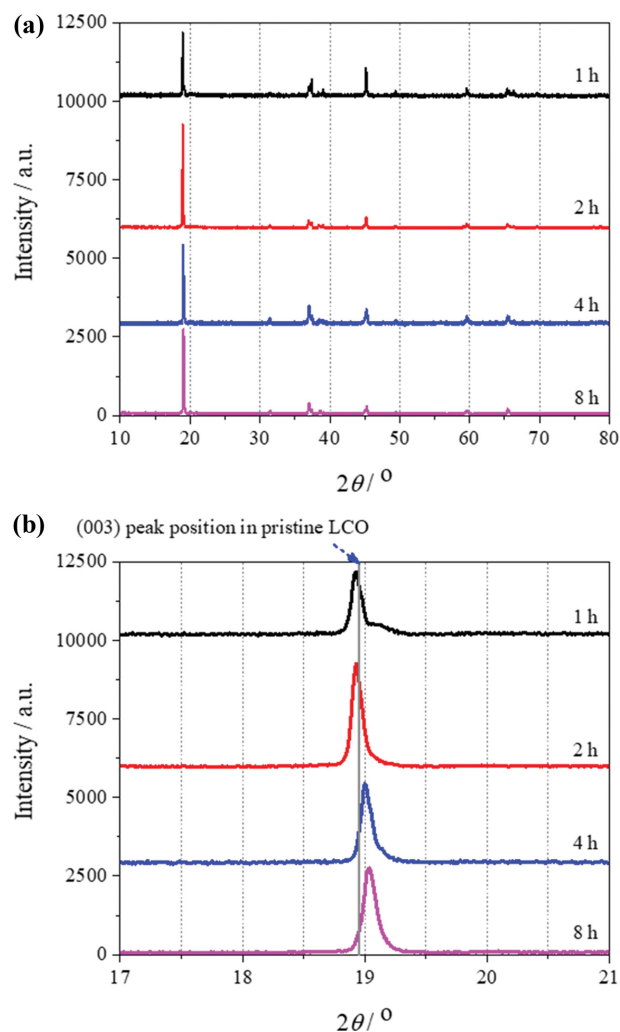 (a)
12500
10000
7500
5000
2500
0
Intensity / a.u.
1 h
2 h
4 h
8 h
10 20 30 40 50 60 70 80
2θ / °
(b)
(003) peak position in pristine LCO
12500
10000
7500
5000
2500
0
Intensity / a.u.
1 h
2 h
4 h
8 h
17 18 19 20 21
2θ / °